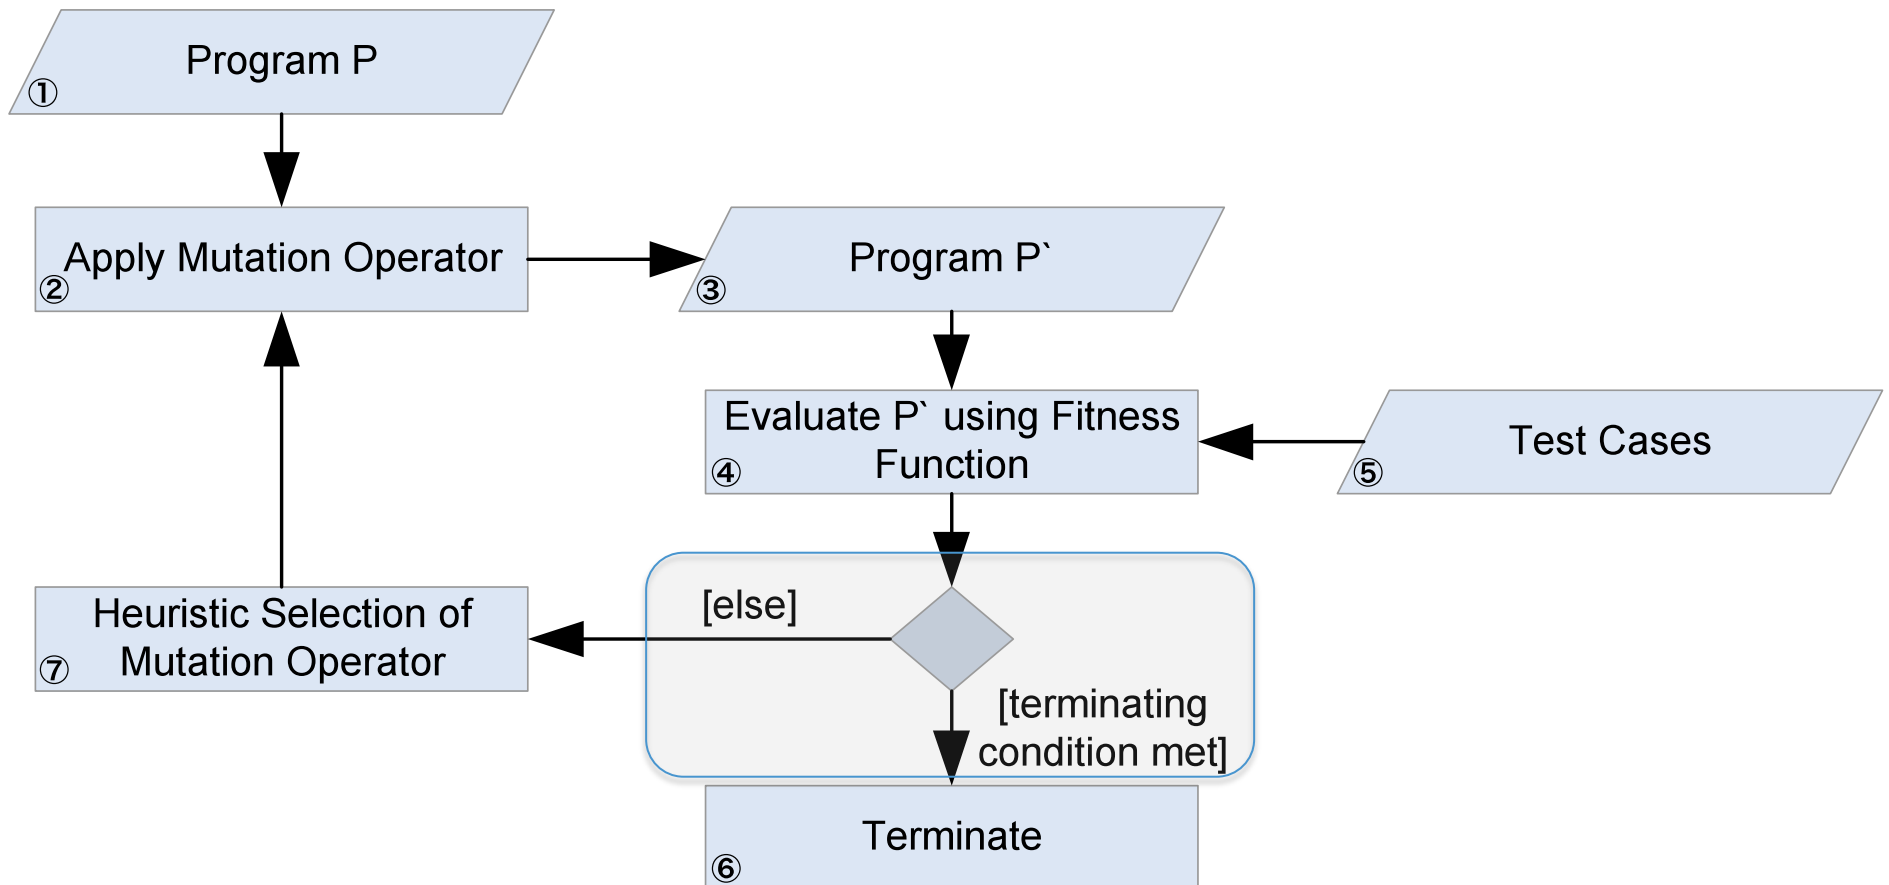 Program P
①
Apply Mutation Operator
②
Program P`
③
Evaluate P` using Fitness
Function
④
Test Cases
⑤
[else]
Heuristic Selection of
Mutation Operator
⑦
[terminating
condition met]
Terminate
⑥